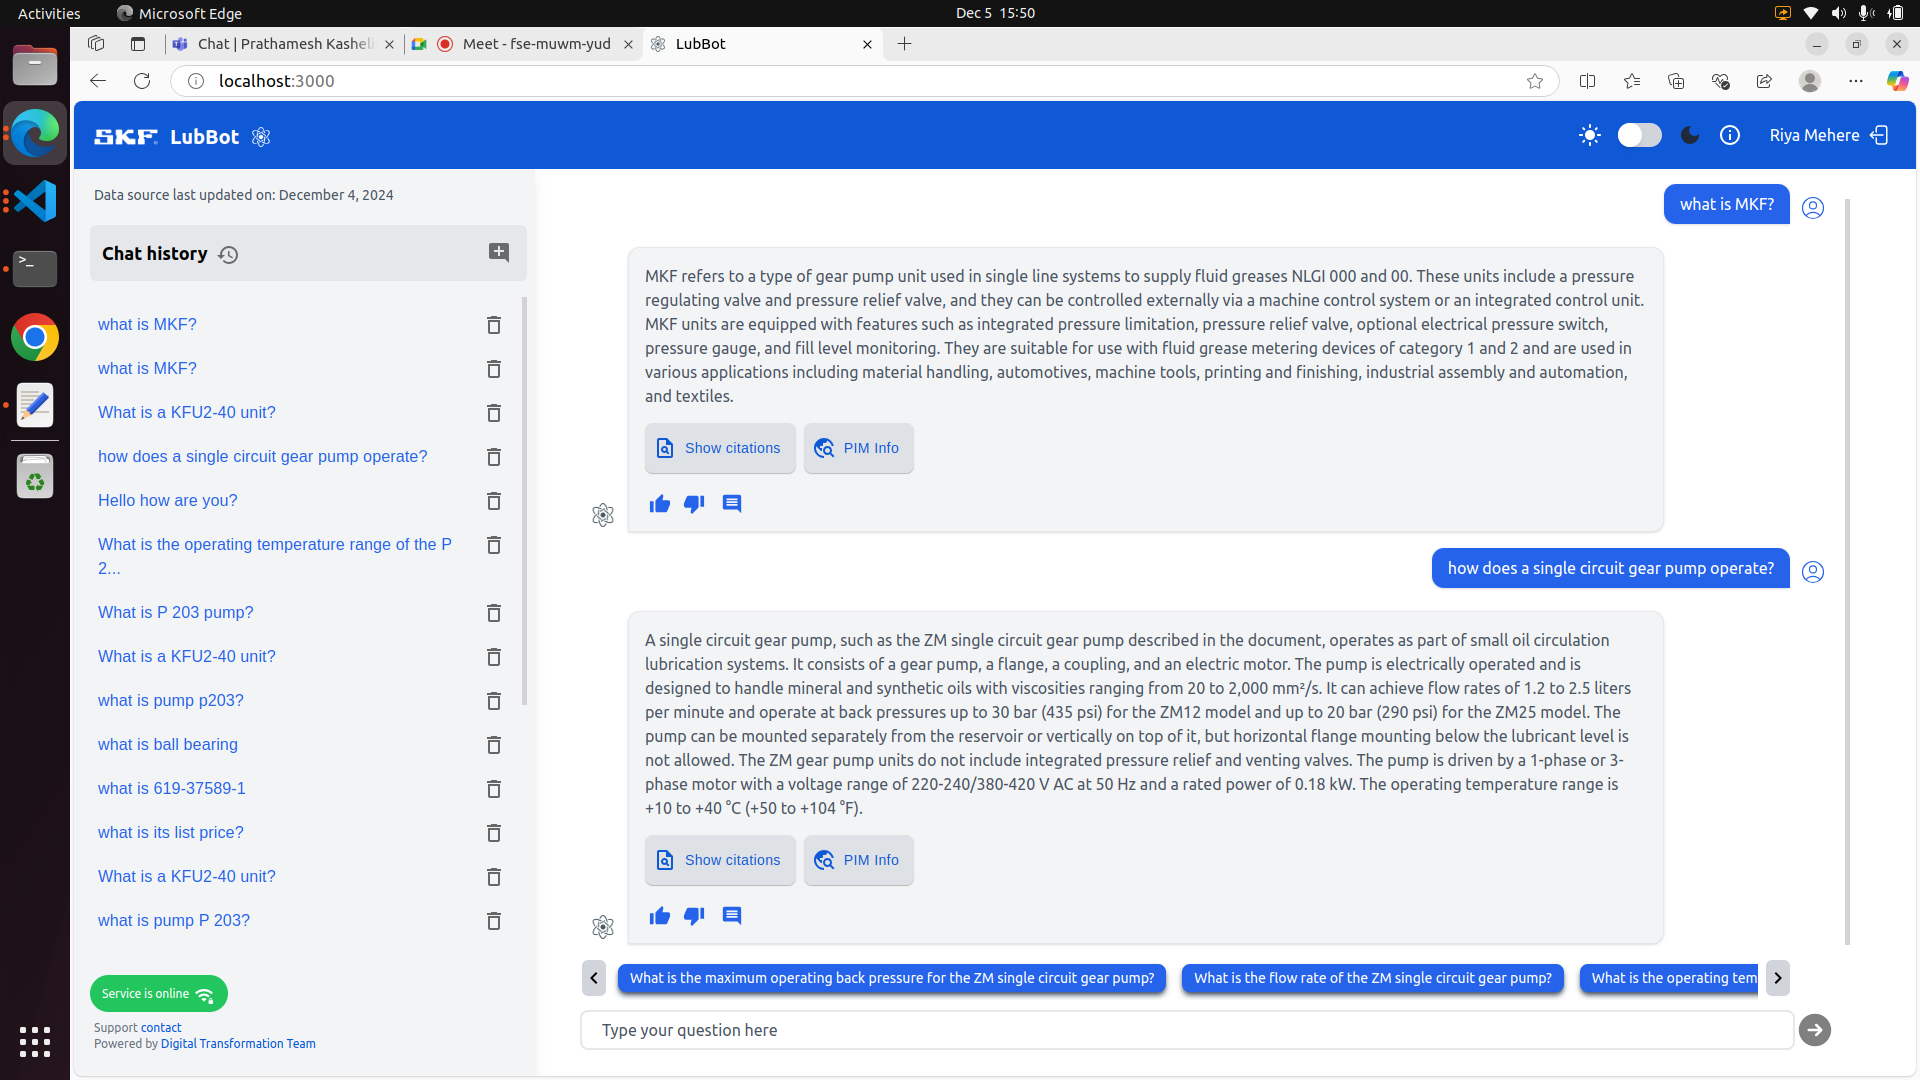 Activities
Microsoft Edge
Dec 5  15:50
Chat | Prathamesh Kasheli
Meet - fse-muwm-yud
LubBot
localhost:3000
SKF LubBot
Riya Mehere
Data source last updated on: December 4, 2024
Chat history
what is MKF?
what is MKF?
What is a KFU2-40 unit?
how does a single circuit gear pump operate?
Hello how are you?
What is the operating temperature range of the P
2...
What is P 203 pump?
What is a KFU2-40 unit?
what is pump p203?
what is ball bearing
what is 619-37589-1
what is its list price?
What is a KFU2-40 unit?
what is pump P 203?
Service is online
Support contact
Powered by Digital Transformation Team
what is MKF?
MKF refers to a type of gear pump unit used in single line systems to supply fluid greases NLGI 000 and 00. These units include a pressure
regulating valve and pressure relief valve, and they can be controlled externally via a machine control system or an integrated control unit.
MKF units are equipped with features such as integrated pressure limitation, pressure relief valve, optional electrical pressure switch,
pressure gauge, and fill level monitoring. They are suitable for use with fluid grease metering devices of category 1 and 2 and are used in
various applications including material handling, automotives, machine tools, printing and finishing, industrial assembly and automation,
and textiles.
Show citations
PIM Info
how does a single circuit gear pump operate?
A single circuit gear pump, such as the ZM single circuit gear pump described in the document, operates as part of small oil circulation
lubrication systems. It consists of a gear pump, a flange, a coupling, and an electric motor. The pump is electrically operated and is
designed to handle mineral and synthetic oils with viscosities ranging from 20 to 2,000 mm²/s. It can achieve flow rates of 1.2 to 2.5 liters
per minute and operate at back pressures up to 30 bar (435 psi) for the ZM12 model and up to 20 bar (290 psi) for the ZM25 model. The
pump can be mounted separately from the reservoir or vertically on top of it, but horizontal flange mounting below the lubricant level is
not allowed. The ZM gear pump units do not include integrated pressure relief and venting valves. The pump is driven by a 1-phase or 3-
phase motor with a voltage range of 220-240/380-420 V AC at 50 Hz and a rated power of 0.18 kW. The operating temperature range is
+10 to +40 °C (+50 to +104 °F).
Show citations
PIM Info
What is the maximum operating back pressure for the ZM single circuit gear pump?
What is the flow rate of the ZM single circuit gear pump?
What is the operating tem
Type your question here